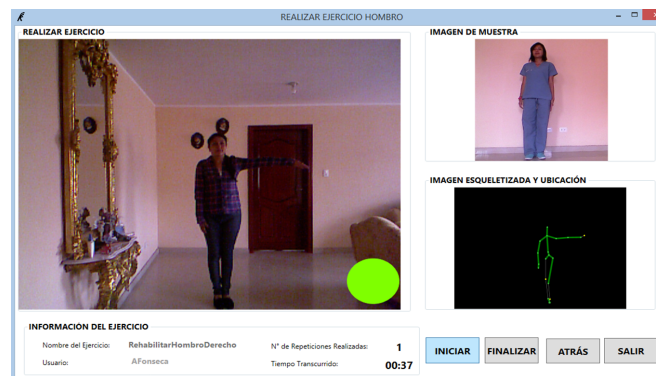 REALIZAR EJERCICIO HOMBRO
REALIZAR EJERCICIO
IMAGEN DE MUESTRA
IMAGEN ESQUELETIZADA Y UBICACIÓN
INFORMACIÓN DEL EJERCICIO
Nombre del Ejercicio: RehabilitarHombroDerecho
N° de Repeticiones Realizadas: 1
Usuario: AFonseca
Tiempo Transcurrido: 00:37
INICIAR FINALIZAR ATRÁS SALIR